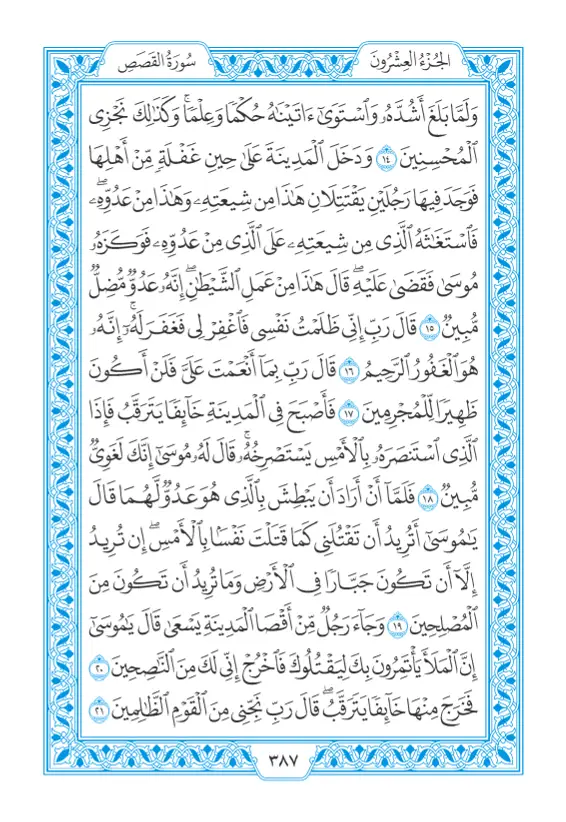 الجُزْءُ العِشْرُونَ
سُورَةُ القَصَصِ
وَلَمَّا بَلَغَ أَشُدَّهُۥ وَٱسْتَوَىٰٓ ءَاتَيْنَٰهُ حُكْمًا وَعِلْمًاۚ وَكَذَٰلِكَ نَجْزِى
ٱلْمُحْسِنِينَ ١٤ وَدَخَلَ ٱلْمَدِينَةَ عَلَىٰ حِينِ غَفْلَةٍ مِّنْ أَهْلِهَا
فَوَجَدَ فِيهَا رَجُلَيْنِ يَقْتَتِلَانِ هَٰذَا مِن شِيعَتِهِۦ وَهَٰذَا مِنْ عَدُوِّهِۦۖ
فَٱسْتَغَٰثَهُ ٱلَّذِى مِن شِيعَتِهِۦ عَلَى ٱلَّذِى مِنْ عَدُوِّهِۦ فَوَكَزَهُۥ
مُوسَىٰ فَقَضَىٰ عَلَيْهِۖ قَالَ هَٰذَا مِنْ عَمَلِ ٱلشَّيْطَٰنِۖ إِنَّهُۥ عَدُوٌّ مُّضِلٌّ
مُّبِينٌ ١٥ قَالَ رَبِّ إِنِّى ظَلَمْتُ نَفْسِى فَٱغْفِرْ لِى فَغَفَرَ لَهُۥٓۚ إِنَّهُۥ
هُوَ ٱلْغَفُورُ ٱلرَّحِيمُ ١٦ قَالَ رَبِّ بِمَآ أَنْعَمْتَ عَلَىَّ فَلَنْ أَكُونَ
ظَهِيرًا لِّلْمُجْرِمِينَ ١٧ فَأَصْبَحَ فِى ٱلْمَدِينَةِ خَآئِفًا يَتَرَقَّبُ فَإِذَا
ٱلَّذِى ٱسْتَنصَرَهُۥ بِٱلْأَمْسِ يَسْتَصْرِخُهُۥۚ قَالَ لَهُۥ مُوسَىٰٓ إِنَّكَ لَغَوِىٌّ
مُّبِينٌ ١٨ فَلَمَّآ أَنْ أَرَادَ أَن يَبْطِشَ بِٱلَّذِى هُوَ عَدُوٌّ لَّهُمَا قَالَ
يَٰمُوسَىٰٓ أَتُرِيدُ أَن تَقْتُلَنِى كَمَا قَتَلْتَ نَفْسًۢا بِٱلْأَمْسِۖ إِن تُرِيدُ
إِلَّآ أَن تَكُونَ جَبَّارًا فِى ٱلْأَرْضِ وَمَا تُرِيدُ أَن تَكُونَ مِنَ
ٱلْمُصْلِحِينَ ١٩ وَجَآءَ رَجُلٌ مِّنْ أَقْصَا ٱلْمَدِينَةِ يَسْعَىٰ قَالَ يَٰمُوسَىٰٓ
إِنَّ ٱلْمَلَأَ يَأْتَمِرُونَ بِكَ لِيَقْتُلُوكَ فَٱخْرُجْ إِنِّى لَكَ مِنَ ٱلنَّٰصِحِينَ ٢٠
فَخَرَجَ مِنْهَا خَآئِفًا يَتَرَقَّبُۖ قَالَ رَبِّ نَجِّنِى مِنَ ٱلْقَوْمِ ٱلظَّٰلِمِينَ ٢١
٣٨٧